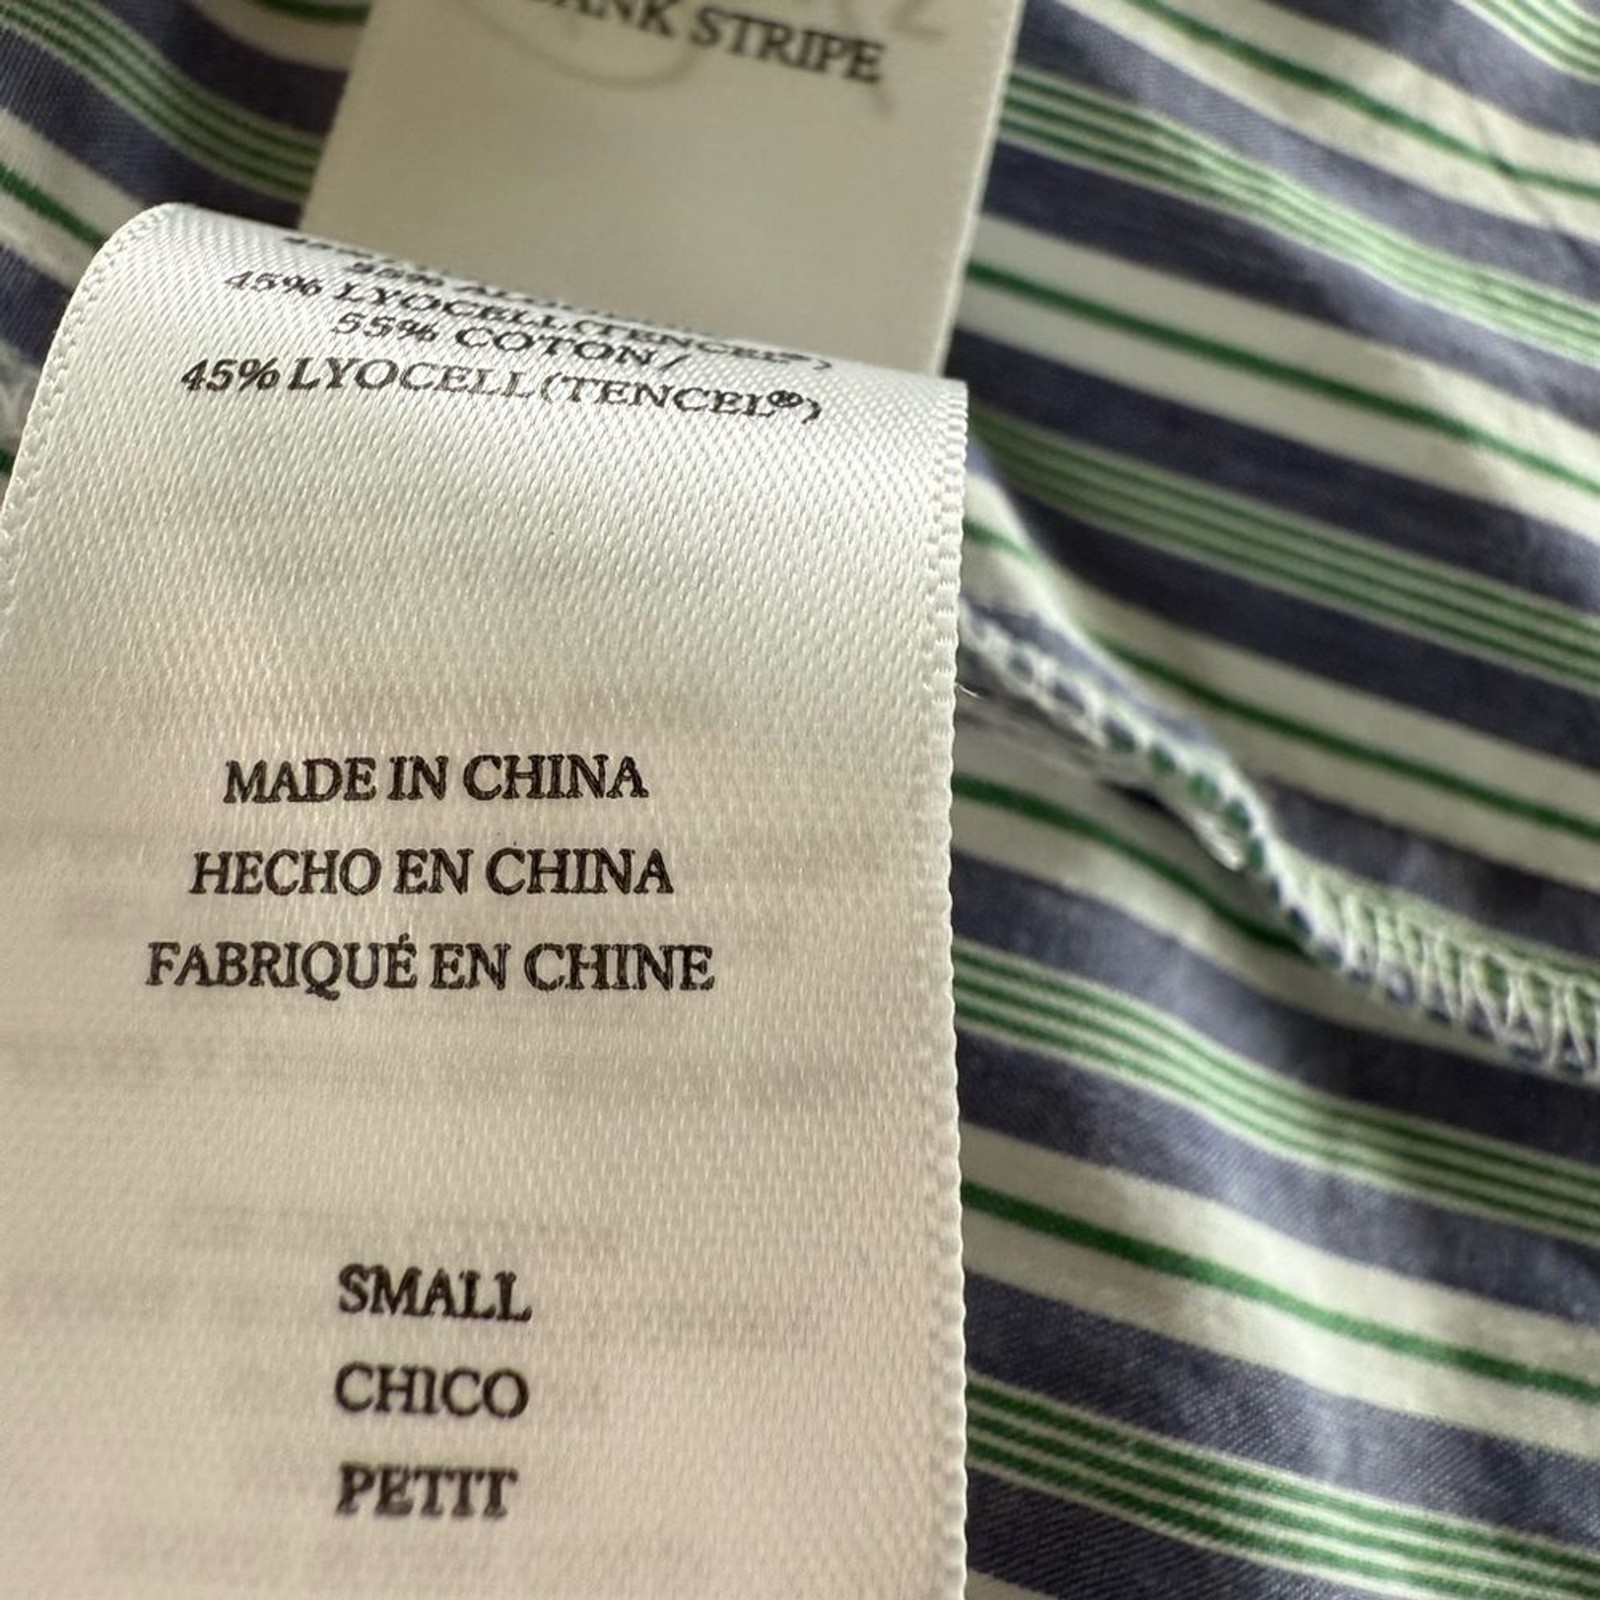 STRIPE
45% LYOCELL(TENCEL®)
55% COTON /
45% LYOCELL(TENCEL®)
MADE IN CHINA
HECHO EN CHINA
FABRIQUÉ EN CHINE
SMALL
CHICO
PETIT